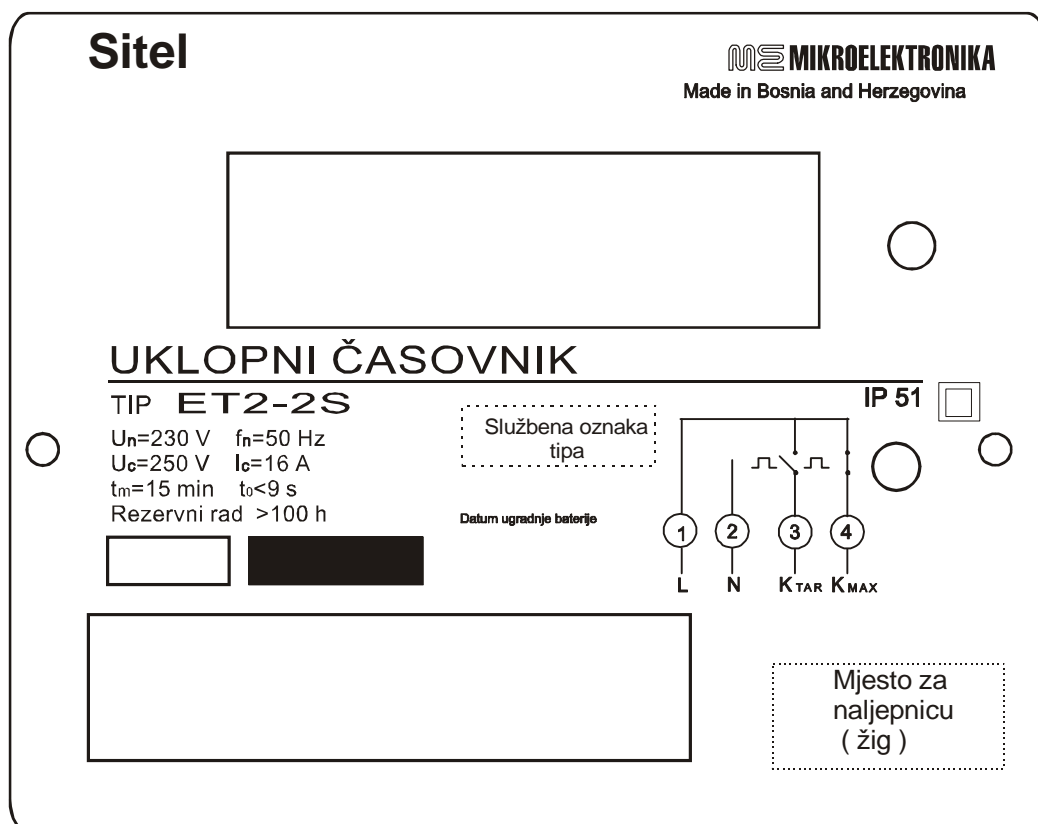 Sitel
MIKROELEKTRONIKA
Made in Bosnia and Herzegovina
UKLOPNI ČASOVNIK
TIP ET2-2S
IP 51
Un=230 V fn=50 Hz
Uc=250 V Ic=16 A
tm=15 min t0<9 s
Rezervni rad >100 h
Službena oznaka
tipa
Datum ugradnje baterije
1 2 3 4
L N KTAR KMAX
Mjesto za
naljepnicu
( žig )